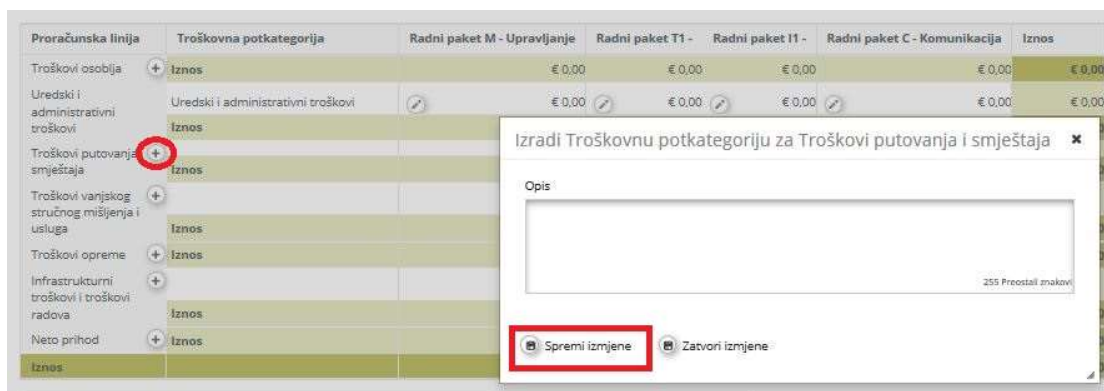 Proračunska linija Troškovna potkategorija Radni paket M - Upravljanje Radni paket T1 - Radni paket I1 - Radni paket C - Komunikacija Iznos
Troškovi osoblja Iznos € 0,00 € 0,00 € 0,00 € 0,00 € 0,00
Uredski i
administrativni
troškovi
Uredski i administrativni troškovi € 0,00 € 0,00 € 0,00 € 0,00 € 0,00
Iznos
Troškovi putovanja
smještaja
Iznos
Troškovi vanjskog
stručnog mišljenja i
usluga
Iznos
Troškovi opreme Iznos
Infrastrukturni
troškovi i troškovi
radova
Iznos
Neto prihod Iznos
Iznos
Izradi Troškovnu potkategoriju za Troškovi putovanja i smještaja
Opis
255 Preostali znakovi
Spremi izmjene Zatvori izmjene